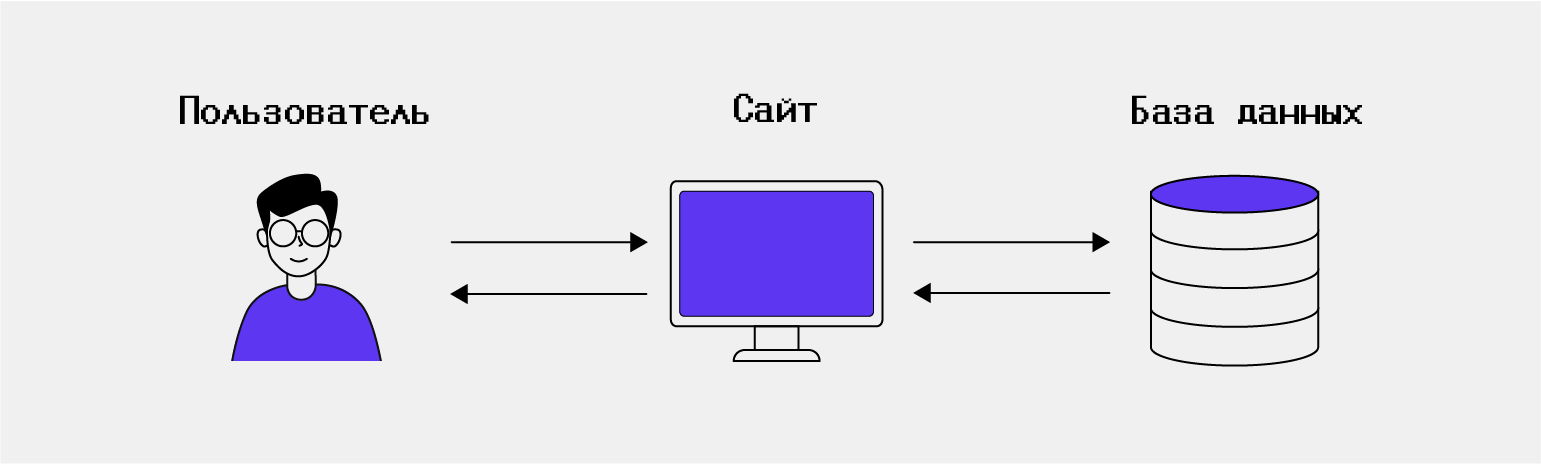 Пользователь
Сайт
База данных